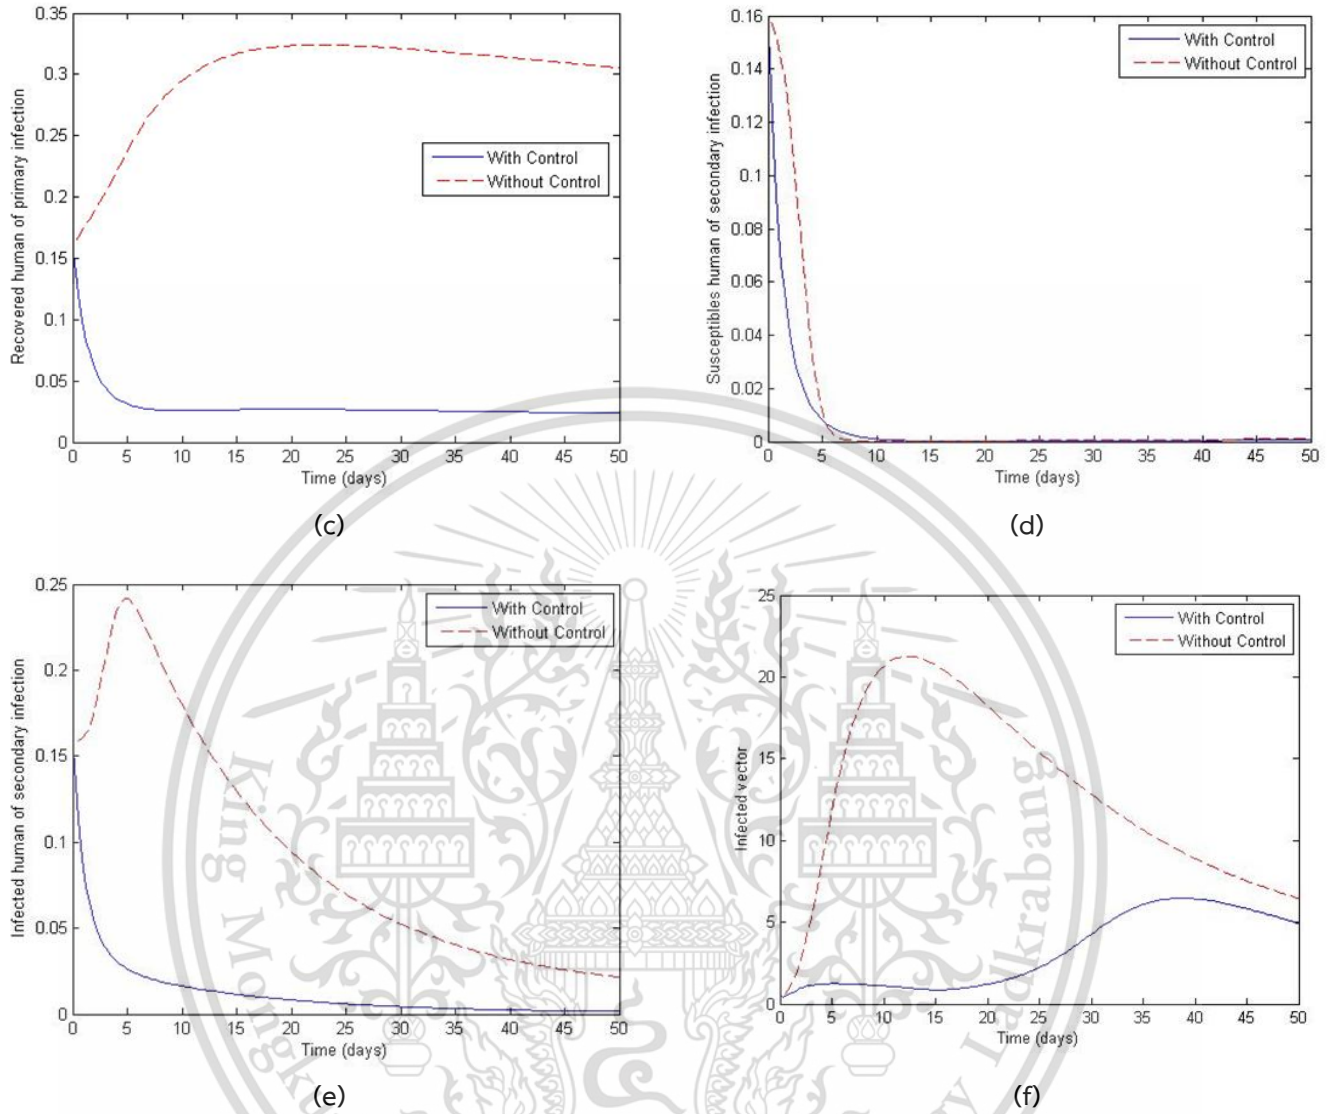 0.35
0.3
0.25
0.2
0.15
0.1
0.05
0
Recovered human of primary infection
With Control
Without Control
0 5 10 15 20 25 30 35 40 45 50
Time (days)
(c)
0.16
0.14
0.12
0.1
0.08
0.06
0.04
0.02
0
Susceptibles human of secondary infection
With Control
Without Control
0 5 10 15 20 25 30 35 40 45 50
Time (days)
(d)
0.25
0.2
0.15
0.1
0.05
0
Infected human of secondary infection
With Control
Without Control
0 5 10 15 20 25 30 35 40 45 50
Time (days)
(e)
25
20
15
10
5
0
Infected vector
With Control
Without Control
0 5 10 15 20 25 30 35 40 45 50
Time (days)
(f)
King Mongku
y Ladkrabang